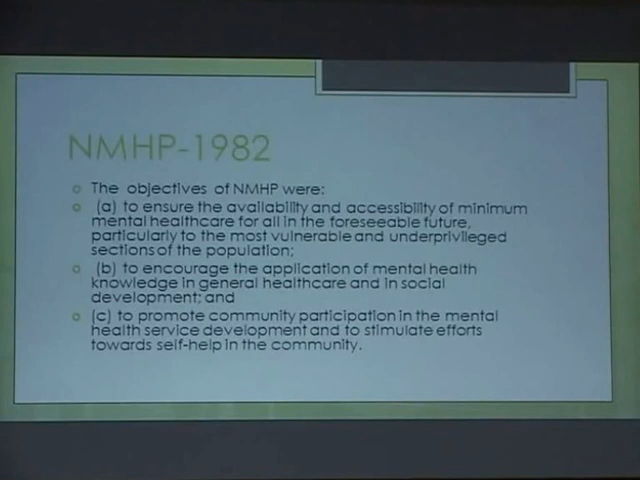 NMHP-1982
The objectives of NMHP were:
(a) to ensure the availability and accessibility of minimum
mental healthcare for all in the foreseeable future,
particularly to the most vulnerable and underprivileged
sections of the population;
(b) to encourage the application of mental health
knowledge in general healthcare and in social
development; and
(c) to promote community participation in the mental
health service development and to stimulate efforts
towards self-help in the community.